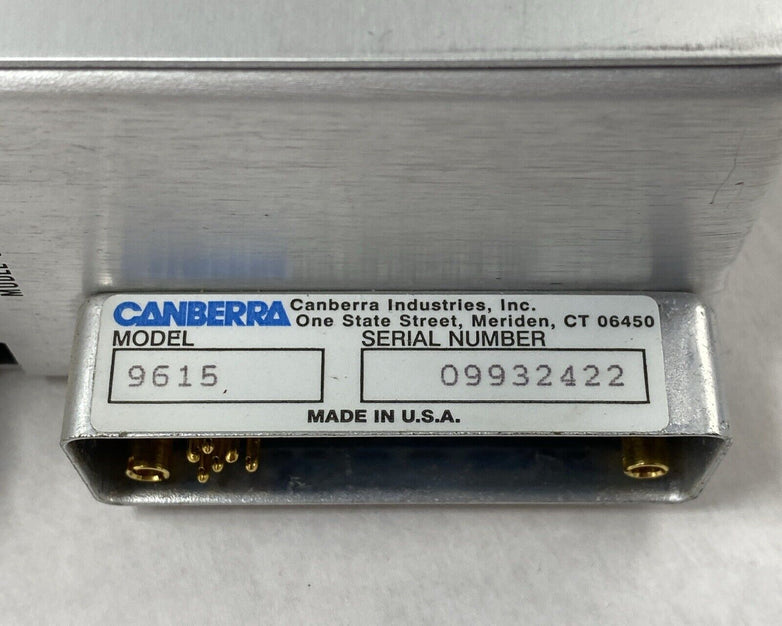 CANBERRA Canberra Industries, Inc.
One State Street, Meriden, CT 06450
MODEL SERIAL NUMBER
9615 09932422
MADE IN U.S.A.